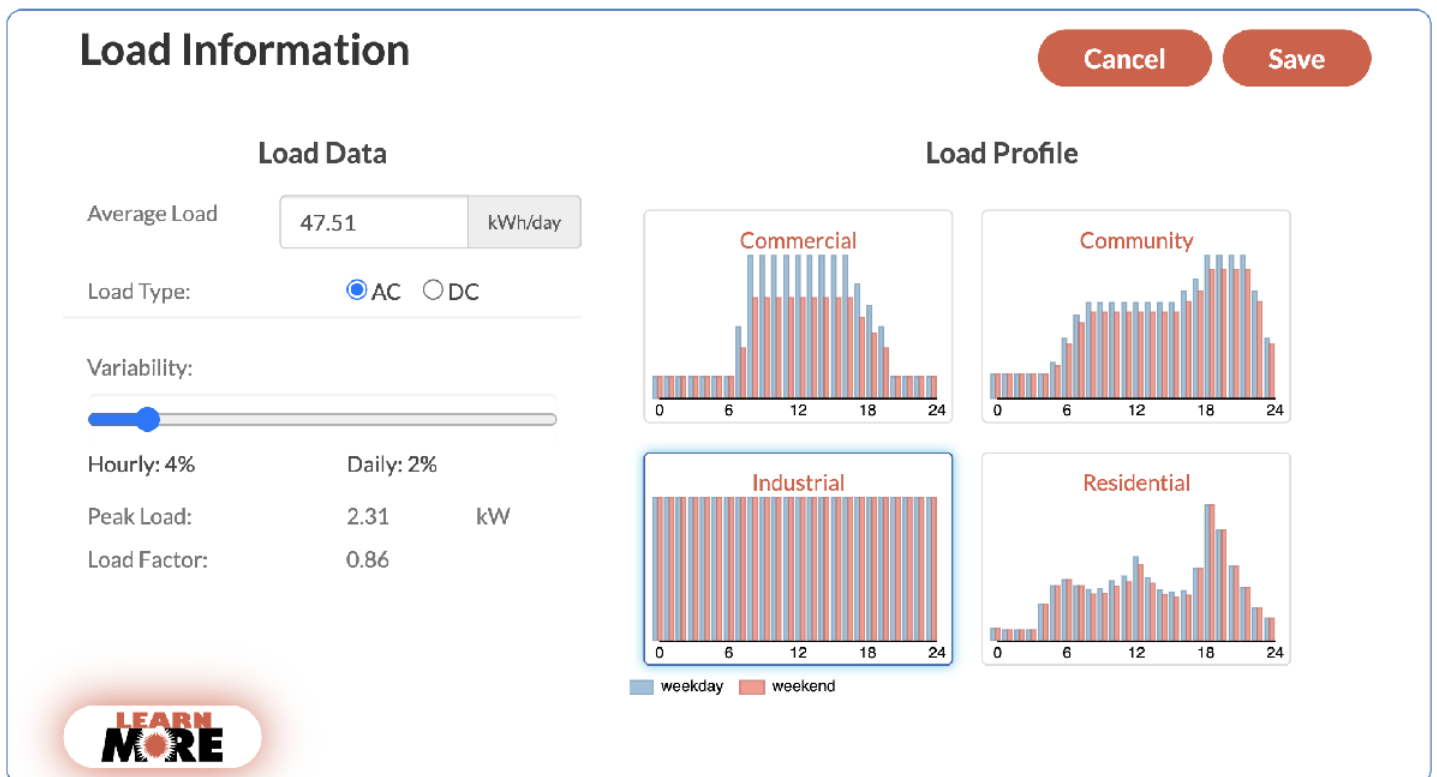 Load Information
Cancel
Save
Load Data
Average Load
47.51
kWh/day
Load Type:
AC
DC
Variability:
Hourly: 4%
Daily: 2%
Peak Load:
2.31
kW
Load Factor:
0.86
Load Profile
Commercial
0 6 12 18 24
Community
0 6 12 18 24
Industrial
0 6 12 18 24
Residential
0 6 12 18 24
weekday
weekend
LEARN
MORE